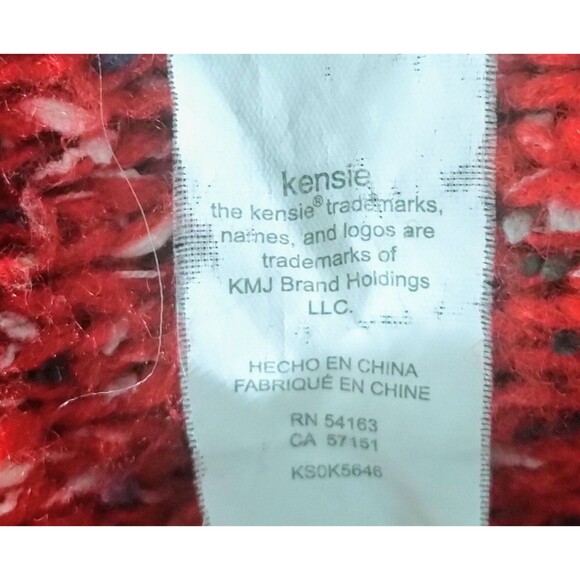 kensie
the kensie® trademarks,
names, and logos are
trademarks of
KMJ Brand Holdings
LLC.
HECHO EN CHINA
FABRIQUÉ EN CHINE
RN 54163
CA 57151
KS0K5646